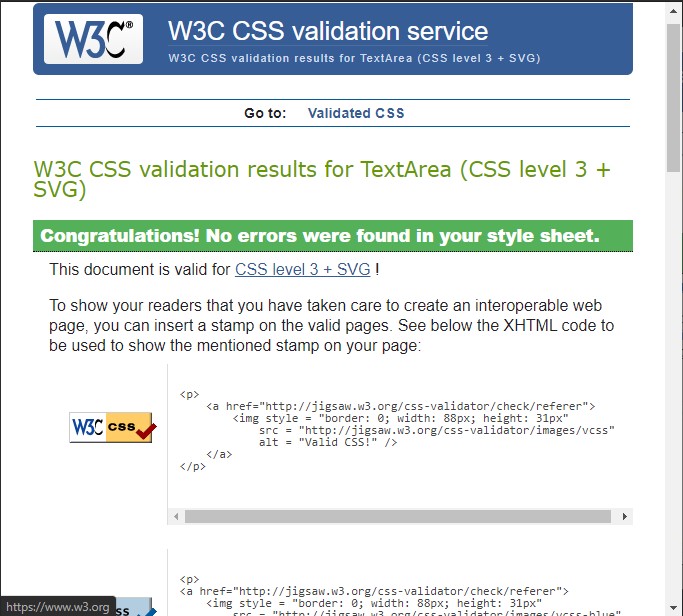 W3C®
W3C CSS validation service
W3C CSS validation results for TextArea (CSS level 3 + SVG)
Go to: Validated CSS
W3C CSS validation results for TextArea (CSS level 3 +
SVG)
Congratulations! No errors were found in your style sheet.
This document is valid for CSS level 3 + SVG !
To show your readers that you have taken care to create an interoperable web
page, you can insert a stamp on the valid pages. See below the XHTML code to
be used to show the mentioned stamp on your page:
W3C css
<p>
<a href="http://jigsaw.w3.org/css-validator/check/referer">
<img style = "border: 0; width: 88px; height: 31px"
src = "http://jigsaw.w3.org/css-validator/images/vcss"
alt = "Valid CSS!" />
</a>
</p>
<p>
<a href="http://jigsaw.w3.org/css-validator/check/referer">
<img style = "border: 0; width: 88px; height: 31px"
src = "http://jigsaw.w3.org/css-validator/images/vcss-blue"
https://www.w3.org